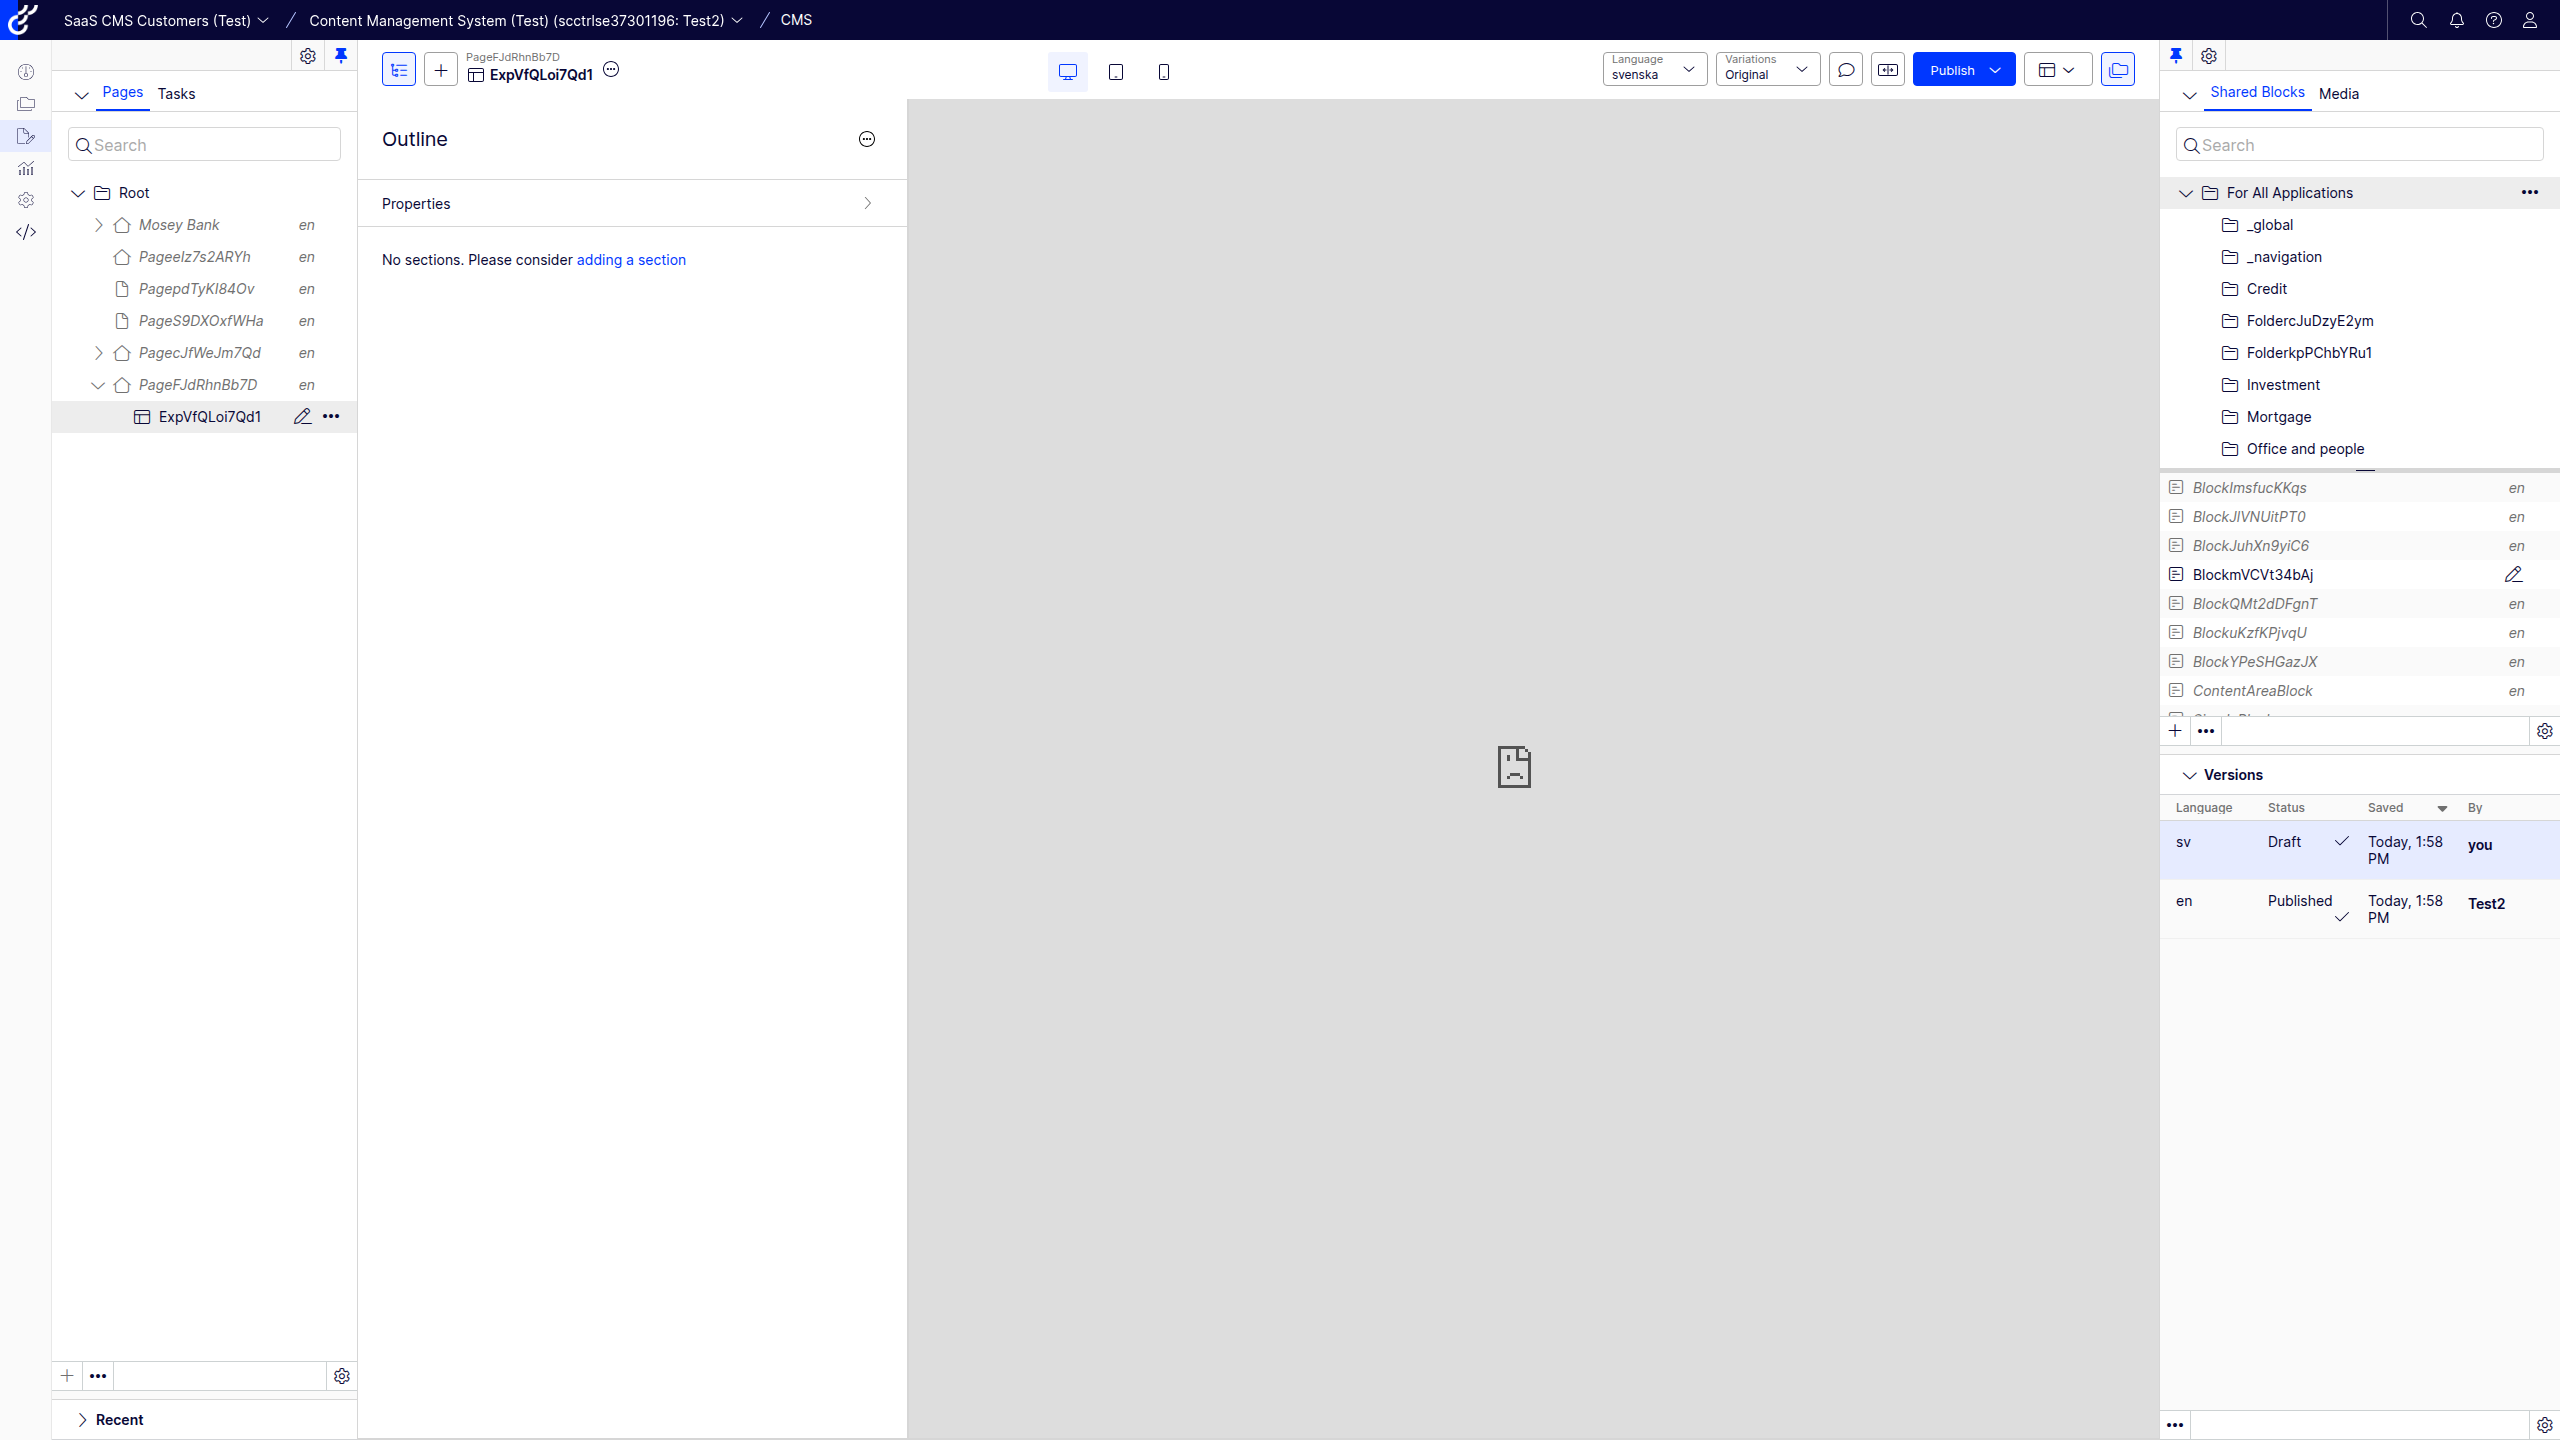 SaaS CMS Customers (Test) / Content Management System (Test) (scctrlse37301196: Test2) / CMS
Pages Tasks
Search
Root
Mosey Bank en
Pageelz7s2ARYh en
PagepdTyKI84Ov en
PageS9DXOxfWHa en
PagecJfWeJm7Qd en
PageFJdRhnBb7D en
ExpVfQLoi7Qd1
Recent
PageFJdRhnBb7D
ExpVfQLoi7Qd1
Language
svenska
Variations
Original
Publish
Outline
Properties
No sections. Please consider adding a section
Shared Blocks Media
Search
For All Applications
_global
_navigation
Credit
FoldercJuDzyE2ym
FolderkpPChbYRu1
Investment
Mortgage
Office and people
BlockImsfucKKqs en
BlockJlVNUitPT0 en
BlockJuhXn9yiC6 en
BlockmVCVt34bAj
BlockQMt2dDFgnT en
BlockuKzfKPjvqU en
BlockYPeSHGazJX en
ContentAreaBlock en
Versions
Language Status Saved By
sv Draft Today, 1:58 PM you
en Published Today, 1:58 PM Test2